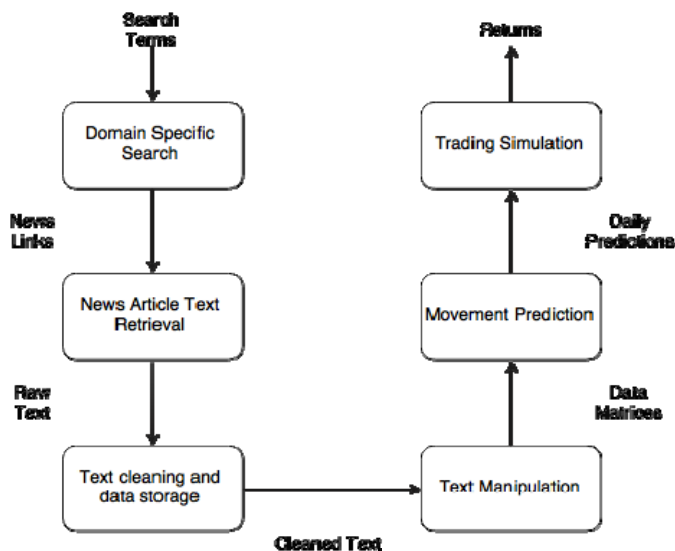 Search
Terms
Domain Specific
Search
News
Links
News Article Text
Retrieval
Raw
Text
Text cleaning and
data storage
Cleaned Text
Text Manipulation
Data
Matrices
Movement Prediction
Daily
Predictions
Trading Simulation
Returns